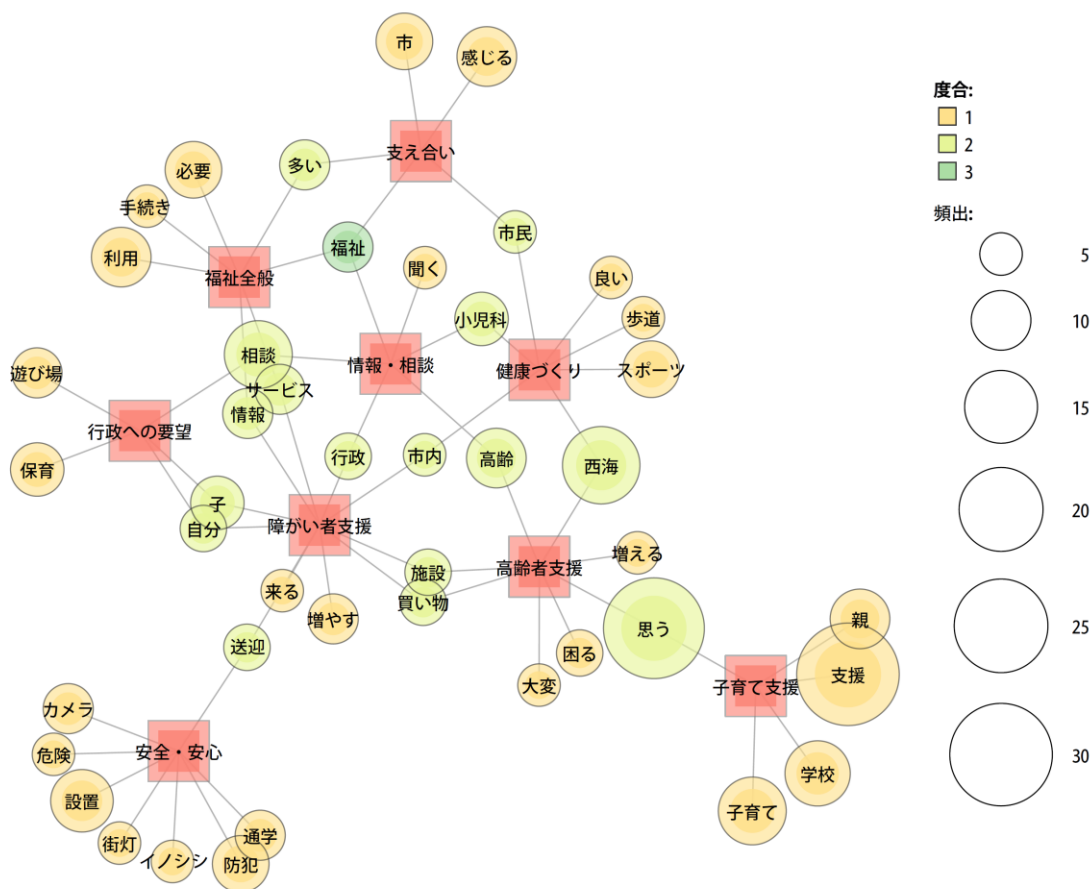 市
感じる
度合:
1
2
3
頻出:
5
10
15
20
25
30
支え合い
多い
必要
手続き
利用
福祉
市民
福祉全般
聞く
良い
小児科
歩道
相談
情報・相談
健康づくり
スポーツ
遊び場
サービス
情報
行政への要望
保育
行政
市内
高齢
西海
子
自分
障がい者支援
施設
高齢者支援
増える
買い物
来る
増やす
思う
親
送迎
困る
大変
支援
子育て支援
カメラ
危険
安全・安心
設置
学校
子育て
街灯
通学
イノシシ
防犯